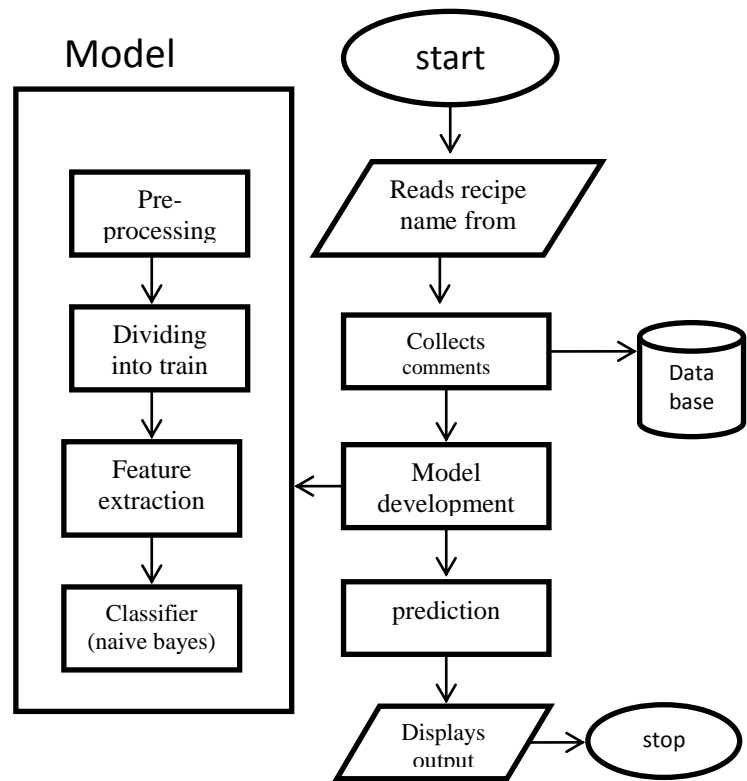 Model
start
Pre-
processing
Reads recipe
name from
Dividing
into train
Collects
comments
Data
base
Feature
extraction
Model
development
Classifier
(naive bayes)
prediction
Displays
output
stop